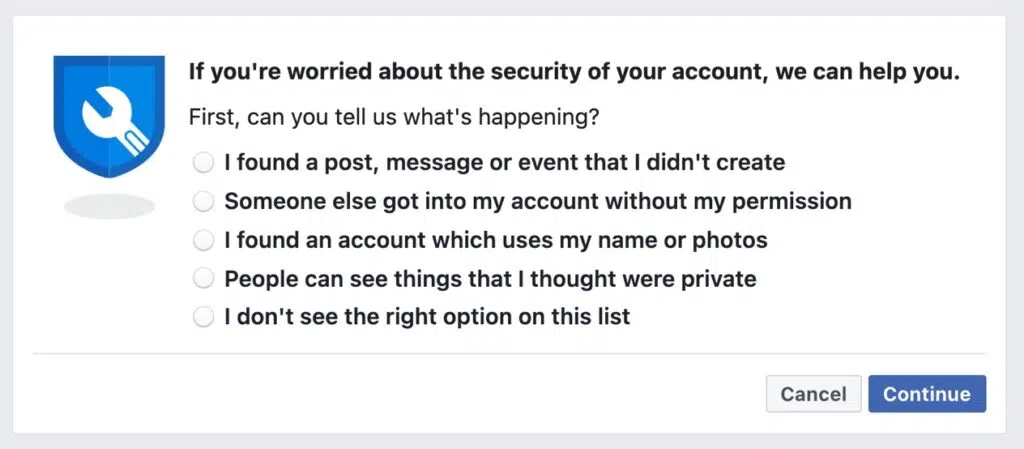 If you're worried about the security of your account, we can help you.
First, can you tell us what's happening?
I found a post, message or event that I didn't create
Someone else got into my account without my permission
I found an account which uses my name or photos
People can see things that I thought were private
I don't see the right option on this list
Cancel Continue